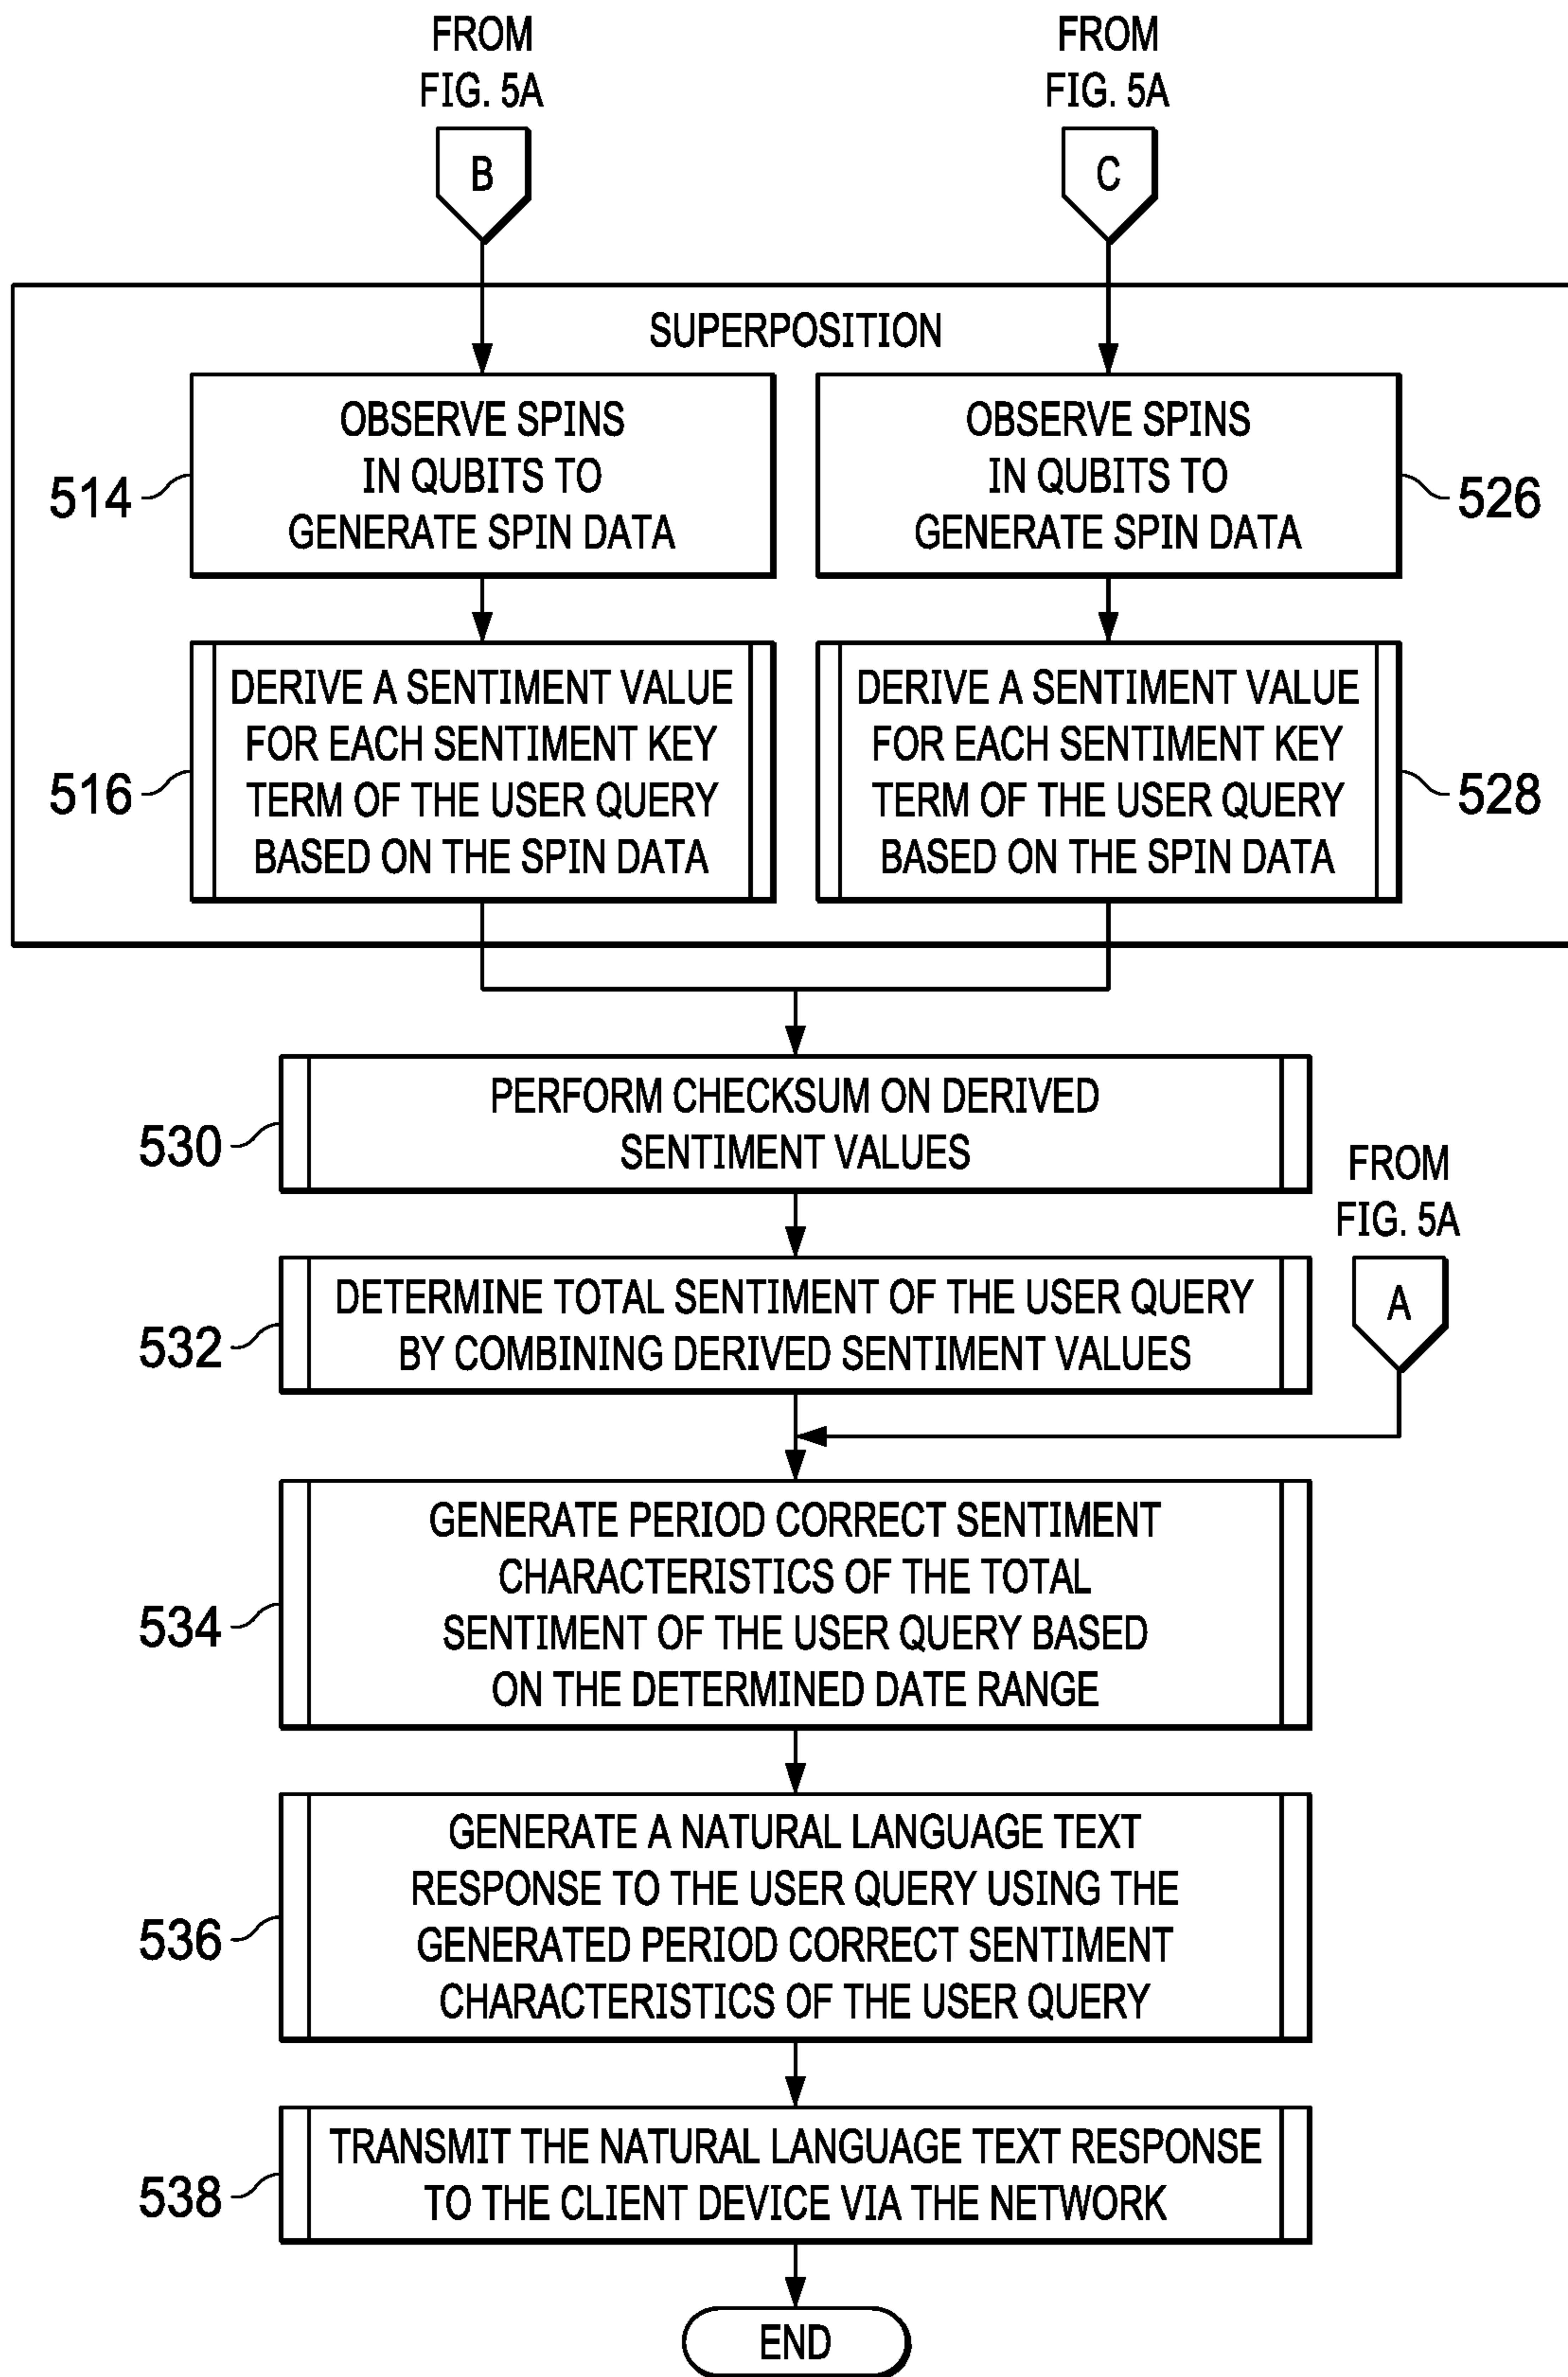 FROM
FIG. 5A
B
FROM
FIG. 5A
C
SUPERPOSITION
514
OBSERVE SPINS
IN QUBITS TO
GENERATE SPIN DATA
OBSERVE SPINS
IN QUBITS TO
GENERATE SPIN DATA
526
516
DERIVE A SENTIMENT VALUE
FOR EACH SENTIMENT KEY
TERM OF THE USER QUERY
BASED ON THE SPIN DATA
DERIVE A SENTIMENT VALUE
FOR EACH SENTIMENT KEY
TERM OF THE USER QUERY
BASED ON THE SPIN DATA
528
530
PERFORM CHECKSUM ON DERIVED
SENTIMENT VALUES
FROM
FIG. 5A
A
532
DETERMINE TOTAL SENTIMENT OF THE USER QUERY
BY COMBINING DERIVED SENTIMENT VALUES
534
GENERATE PERIOD CORRECT SENTIMENT
CHARACTERISTICS OF THE TOTAL
SENTIMENT OF THE USER QUERY BASED
ON THE DETERMINED DATE RANGE
536
GENERATE A NATURAL LANGUAGE TEXT
RESPONSE TO THE USER QUERY USING THE
GENERATED PERIOD CORRECT SENTIMENT
CHARACTERISTICS OF THE USER QUERY
538
TRANSMIT THE NATURAL LANGUAGE TEXT RESPONSE
TO THE CLIENT DEVICE VIA THE NETWORK
END